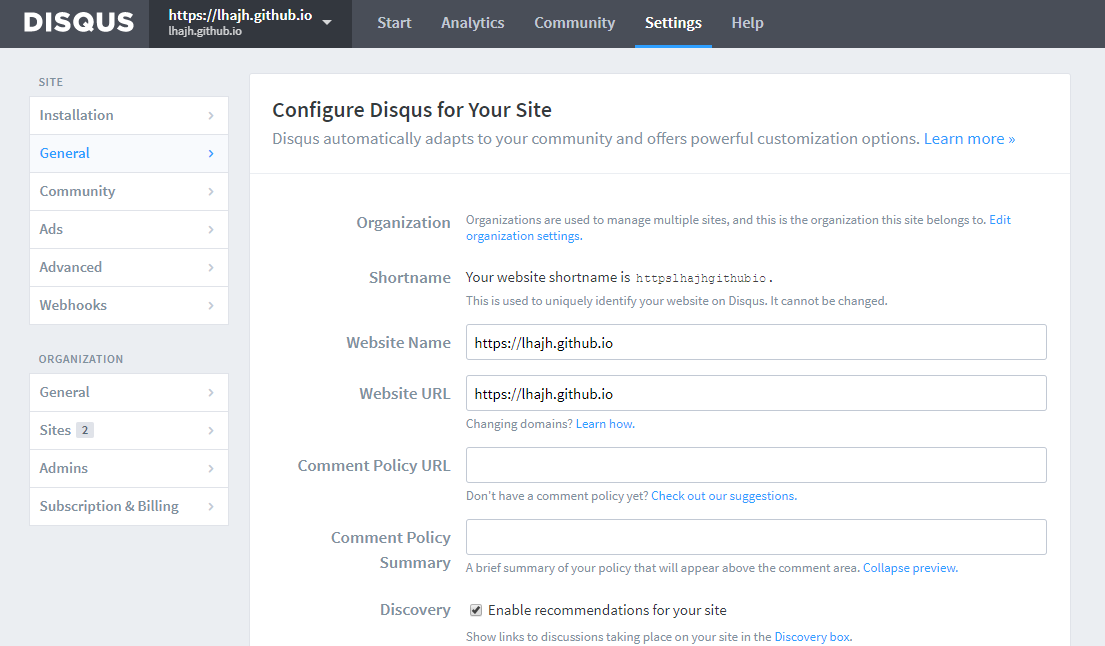 DISQUS
https://lhajh.github.io
lhajh.github.io
Start
Analytics
Community
Settings
Help
SITE
Installation
General
Community
Ads
Advanced
Webhooks
ORGANIZATION
General
Sites 2
Admins
Subscription & Billing
Configure Disqus for Your Site
Disqus automatically adapts to your community and offers powerful customization options. Learn more »
Organization
Organizations are used to manage multiple sites, and this is the organization this site belongs to. Edit
organization settings.
Shortname
Your website shortname is httpslhajhgithubio.
This is used to uniquely identify your website on Disqus. It cannot be changed.
Website Name
https://lhajh.github.io
Website URL
https://lhajh.github.io
Changing domains? Learn how.
Comment Policy URL
Don't have a comment policy yet? Check out our suggestions.
Comment Policy
Summary
A brief summary of your policy that will appear above the comment area. Collapse preview.
Discovery
Enable recommendations for your site
Show links to discussions taking place on your site in the Discovery box.